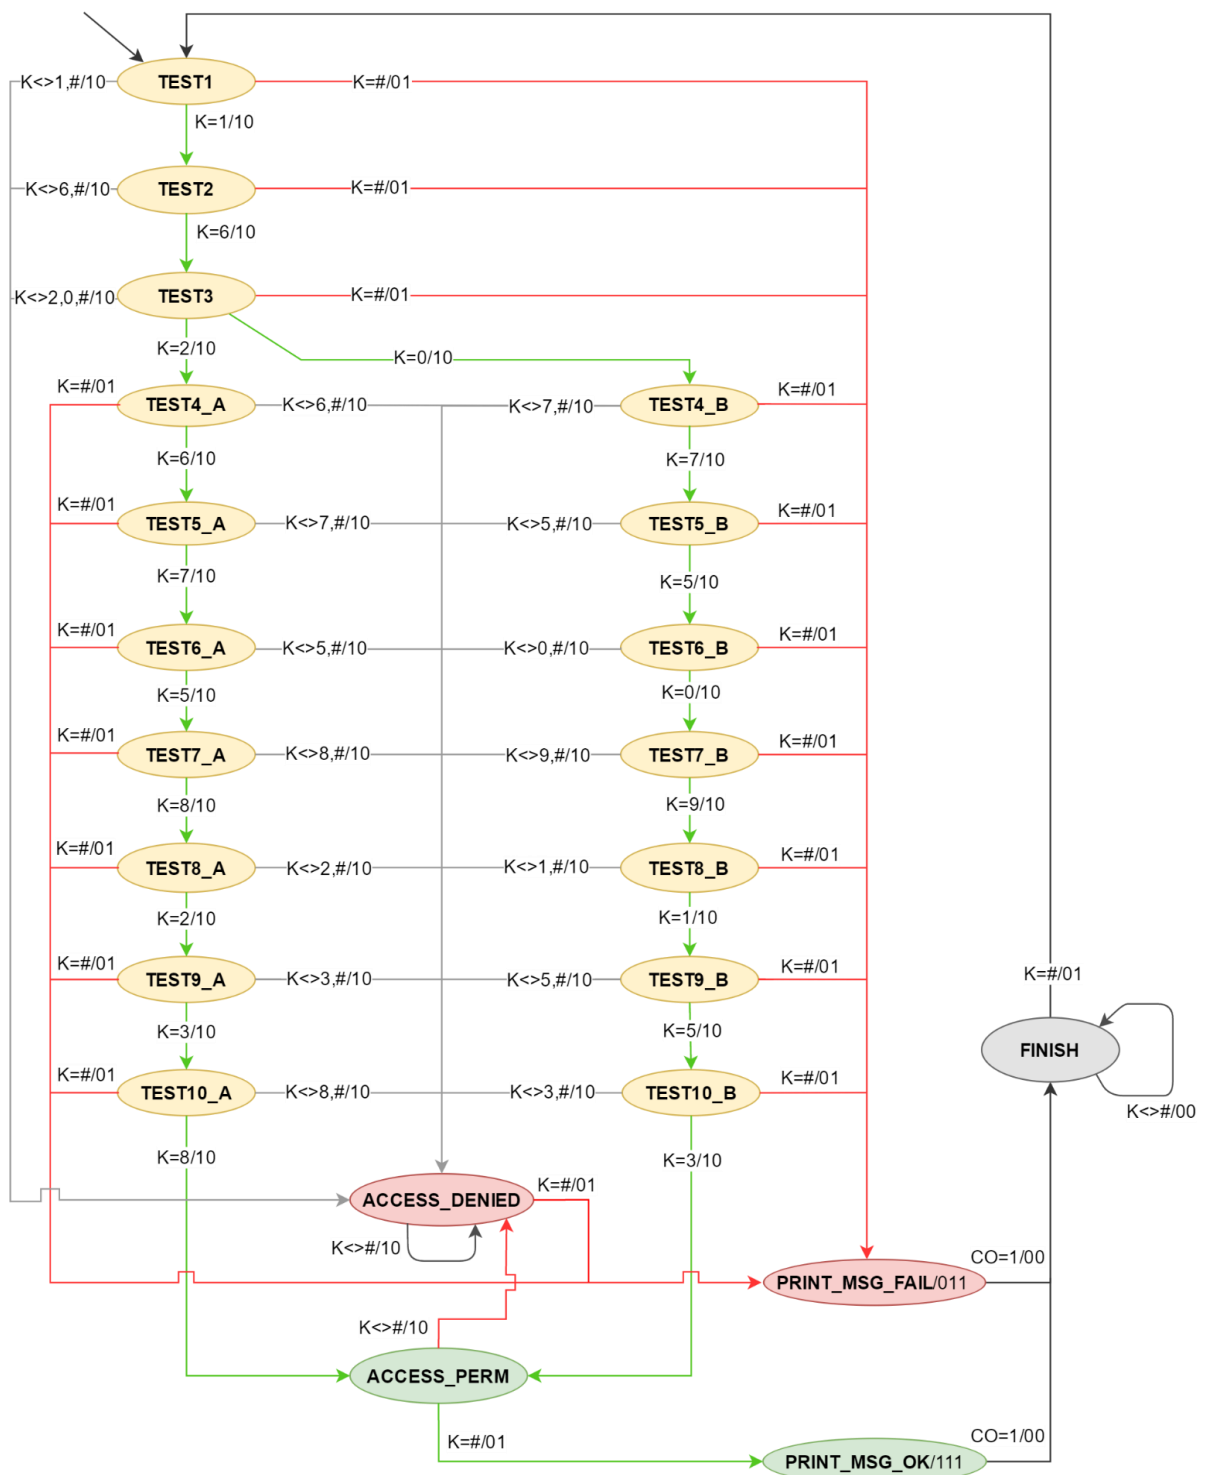 K<>1,#/10
TEST1
K=#/01
K=1/10
K<>6,#/10
TEST2
K=#/01
K=6/10
K<>2,0,#/10
TEST3
K=#/01
K=2/10
K=0/10
K=#/01
TEST4_A
K<>6,#/10
K<>7,#/10
TEST4_B
K=#/01
K=6/10
K=7/10
K=#/01
TEST5_A
K<>7,#/10
K<>5,#/10
TEST5_B
K=#/01
K=7/10
K=5/10
K=#/01
TEST6_A
K<>5,#/10
K<>0,#/10
TEST6_B
K=#/01
K=5/10
K=0/10
K=#/01
TEST7_A
K<>8,#/10
K<>9,#/10
TEST7_B
K=#/01
K=8/10
K=9/10
K=#/01
TEST8_A
K<>2,#/10
K<>1,#/10
TEST8_B
K=#/01
K=2/10
K=1/10
K=#/01
TEST9_A
K<>3,#/10
K<>5,#/10
TEST9_B
K=#/01
K=#/01
K=3/10
K=5/10
FINISH
K=#/01
TEST10_A
K<>8,#/10
K<>3,#/10
TEST10_B
K=#/01
K<>#/00
K=8/10
K=3/10
ACCESS_DENIED
K=#/01
K<>#/10
CO=1/00
PRINT_MSG_FAIL/011
K<>#/10
ACCESS_PERM
K=#/01
CO=1/00
PRINT_MSG_OK/111